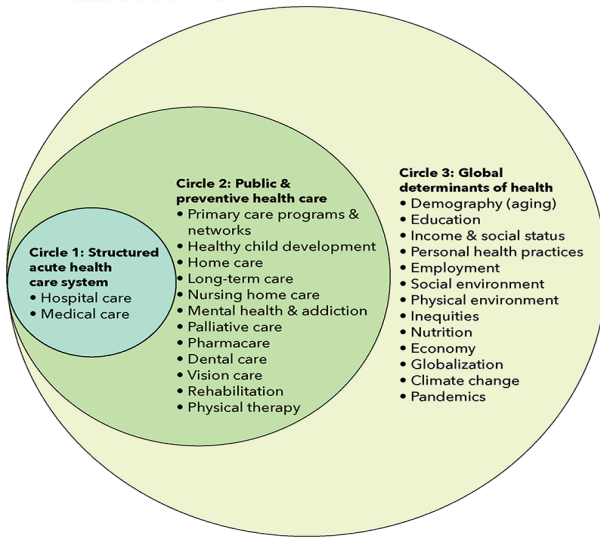 Circle 1: Structured
acute health
care system
• Hospital care
• Medical care
Circle 2: Public &
preventive health care
• Primary care programs &
networks
• Healthy child development
• Home care
• Long-term care
• Nursing home care
• Mental health & addiction
• Palliative care
• Pharmacare
• Dental care
• Vision care
• Rehabilitation
• Physical therapy
Circle 3: Global
determinants of health
• Demography (aging)
• Education
• Income & social status
• Personal health practices
• Employment
• Social environment
• Physical environment
• Inequities
• Nutrition
• Economy
• Globalization
• Climate change
• Pandemics